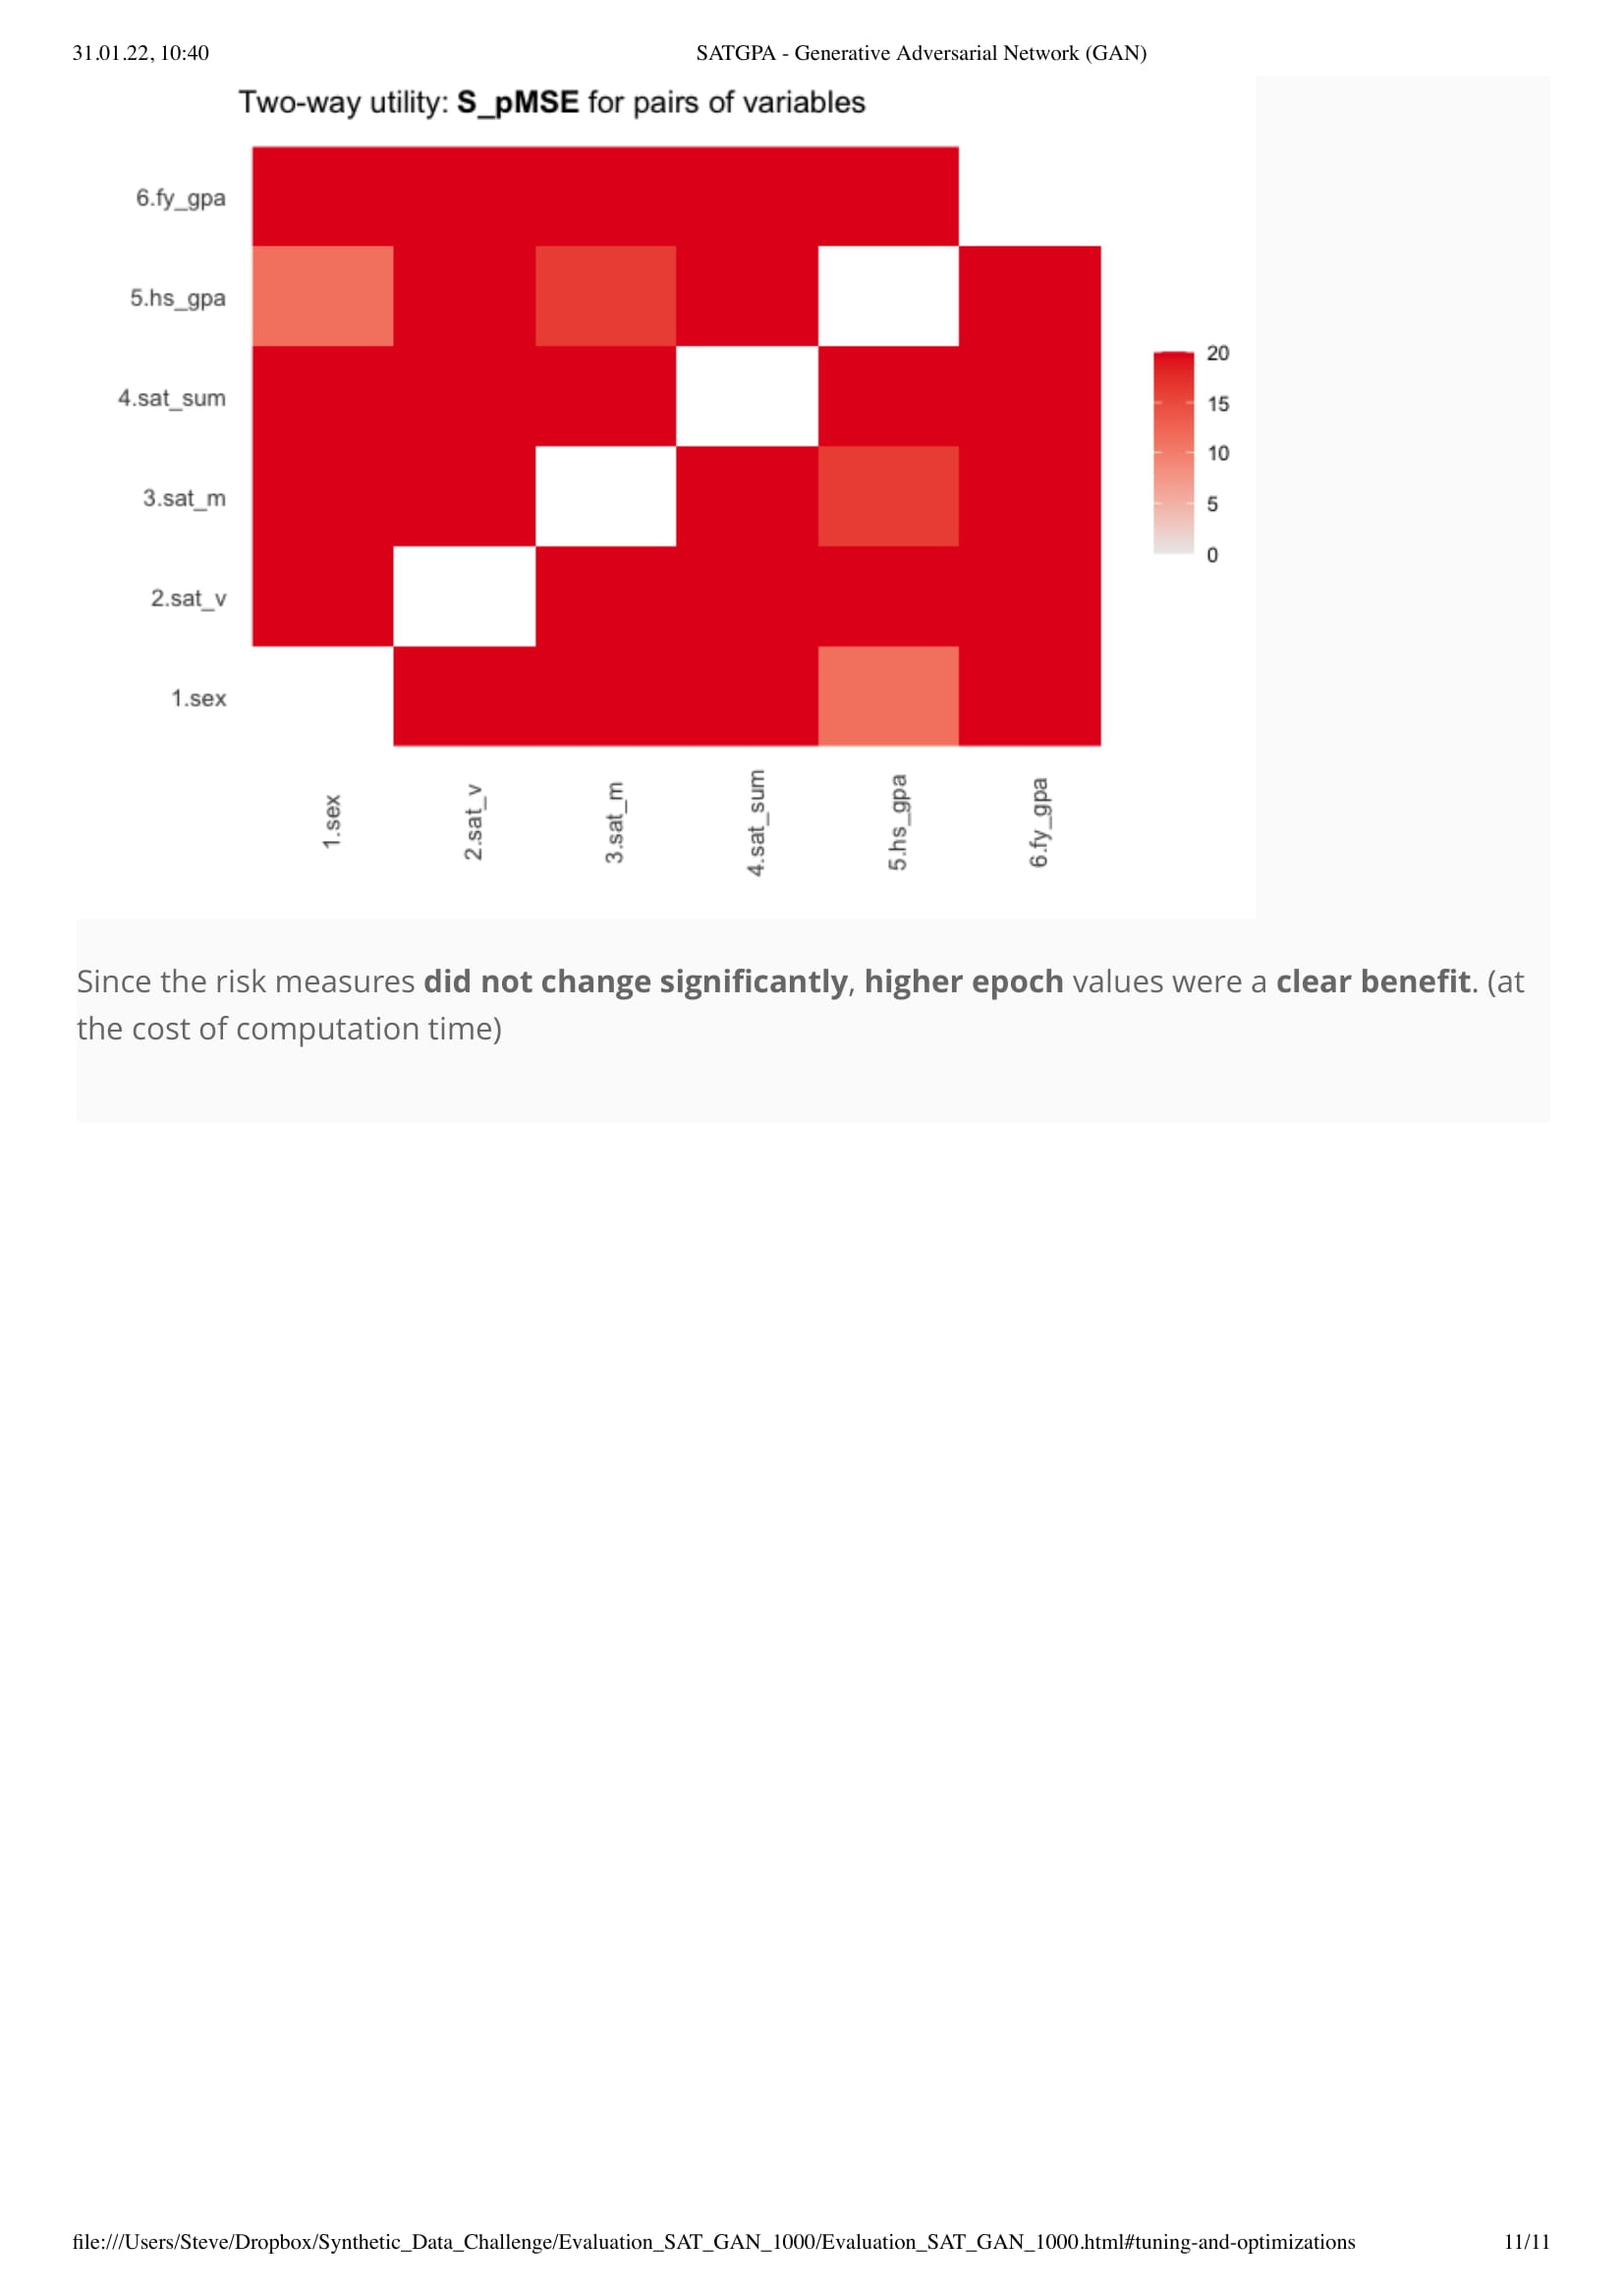 31.01.22, 10:40
SATGPA - Generative Adversarial Network (GAN)
Two-way utility: S_pMSE for pairs of variables
6.fy_gpa
5.hs_gpa
4.sat_sum
3.sat_m
2.sat_v
1.sex
20
15
10
5
0
1.sex
2.sat_v
3.sat_m
4.sat_sum
5.hs_gpa
6.fy_gpa
Since the risk measures did not change significantly, higher epoch values were a clear benefit. (at
the cost of computation time)
file:///Users/Steve/Dropbox/Synthetic_Data_Challenge/Evaluation_SAT_GAN_1000/Evaluation_SAT_GAN_1000.html#tuning-and-optimizations
11/11